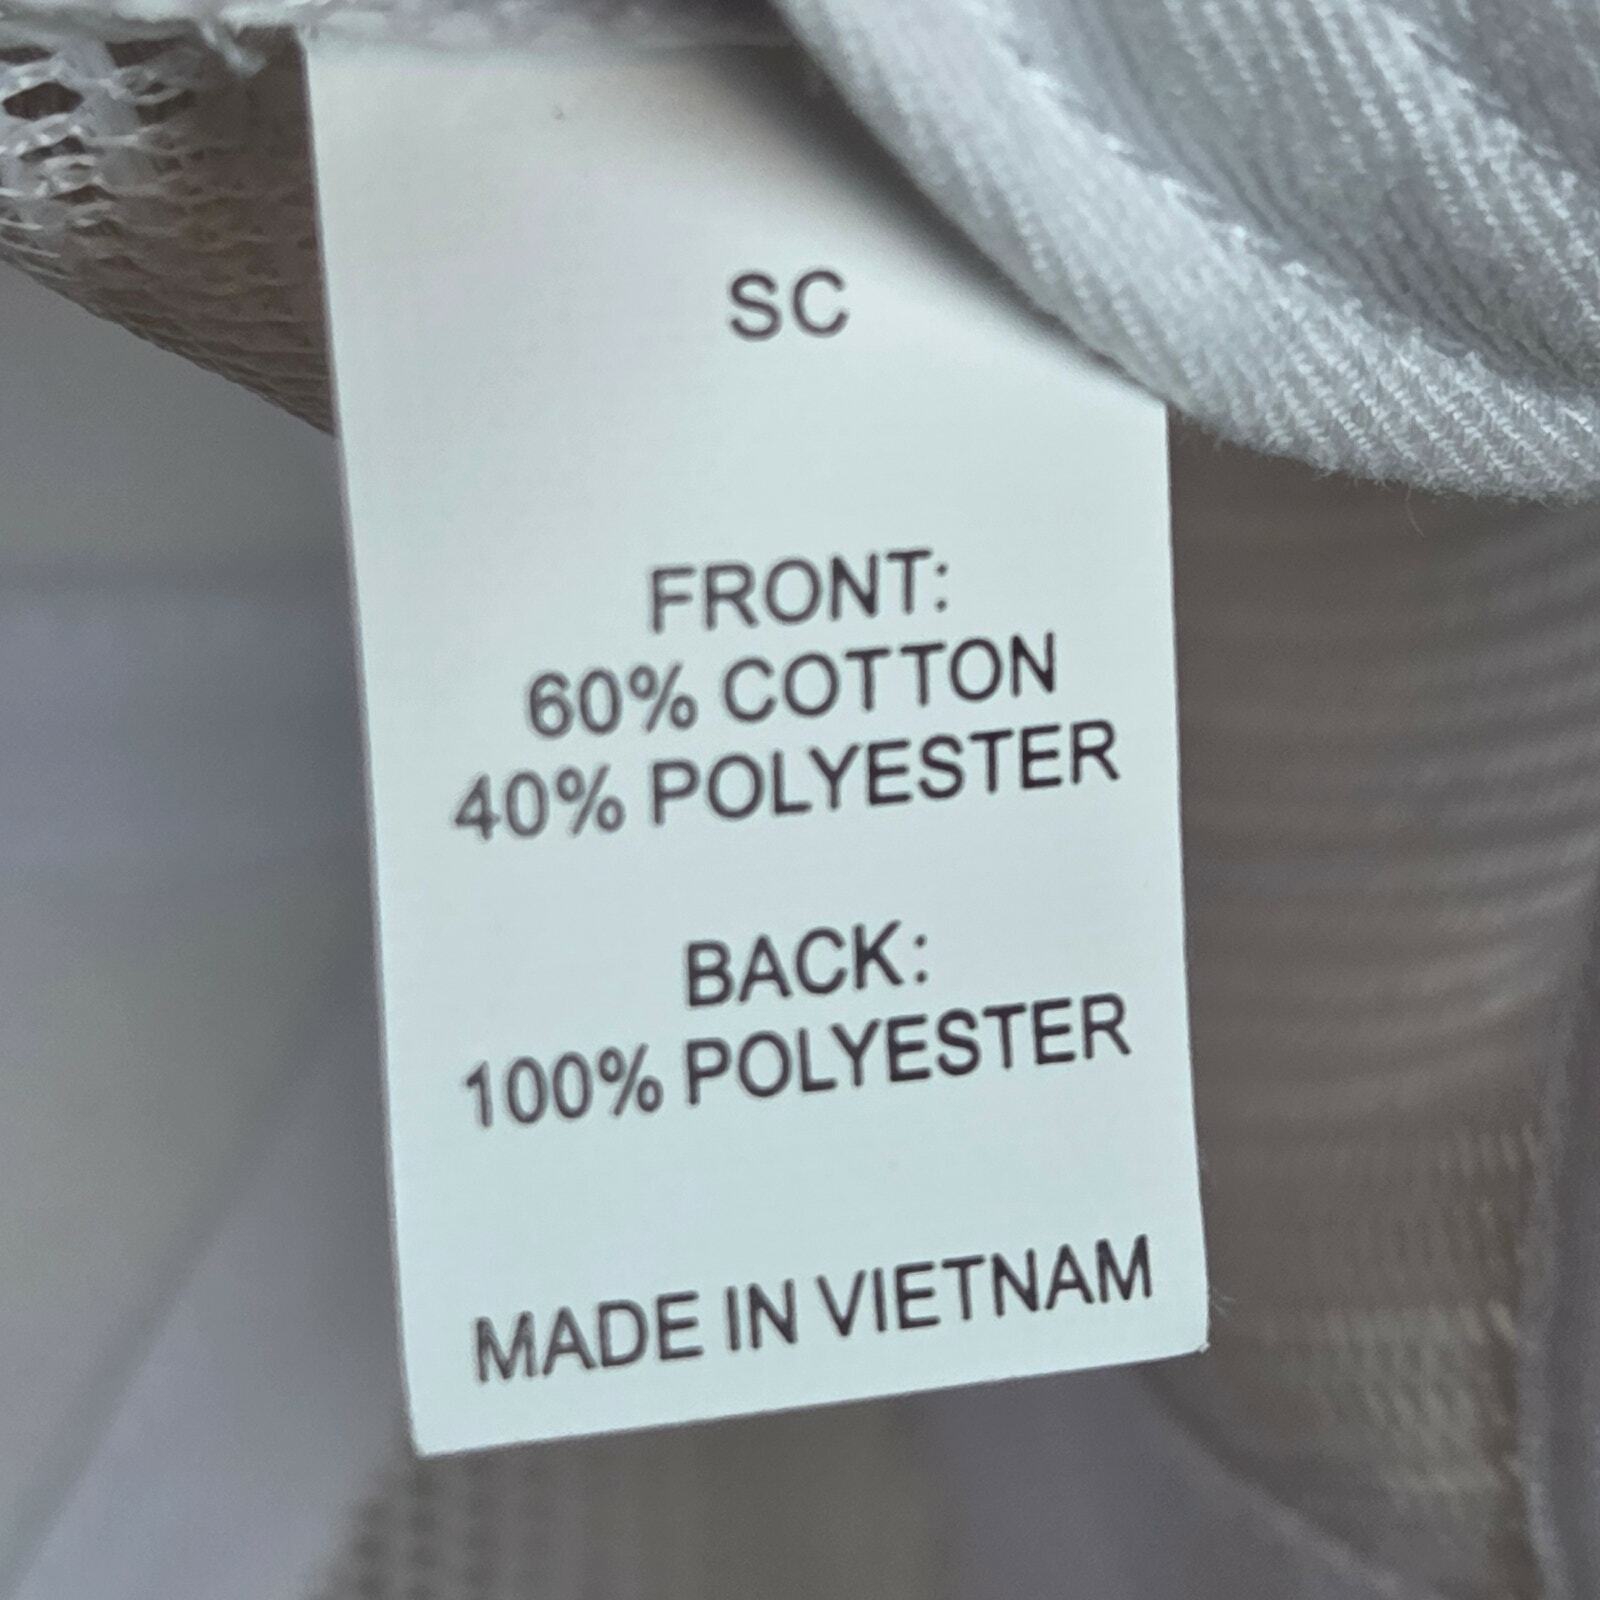 SC
FRONT:
60% COTTON
40% POLYESTER
BACK:
100% POLYESTER
MADE IN VIETNAM